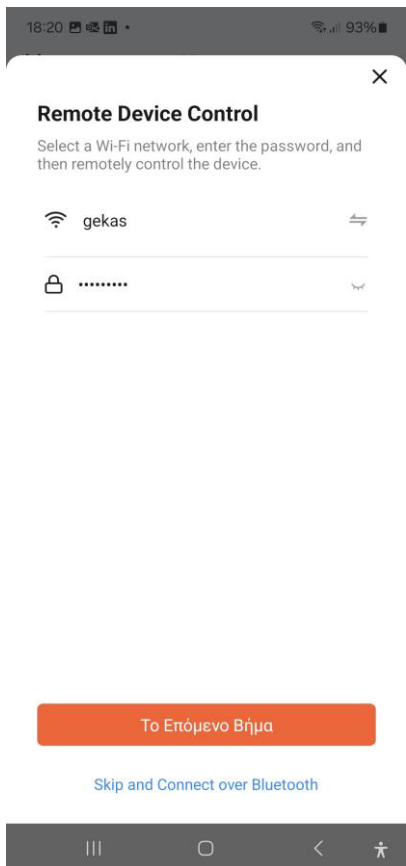 18:20 93%
Remote Device Control
Select a Wi-Fi network, enter the password, and
then remotely control the device.
gekas
•••••••••
Το Επόμενο Βήμα
Skip and Connect over Bluetooth